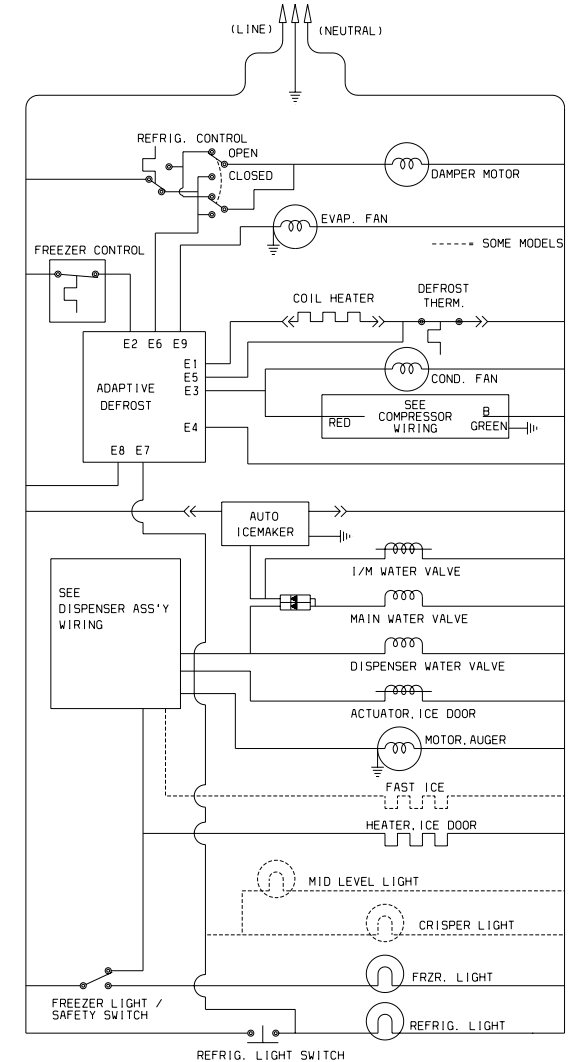 (LINE)
(NEUTRAL)
REFRIG. CONTROL
OPEN
CLOSED
DAMPER MOTOR
EVAP. FAN
= SOME MODELS
FREEZER CONTROL
COIL HEATER
DEFROST
THERM.
E2 E6 E9
E1
E5
E3
ADAPTIVE
DEFROST
E4
E8 E7
COND. FAN
SEE
COMPRESSOR
WIRING
RED
B
GREEN
AUTO
ICEMAKER
I/M WATER VALVE
SEE
DISPENSER ASS'Y
WIRING
MAIN WATER VALVE
DISPENSER WATER VALVE
ACTUATOR, ICE DOOR
MOTOR, AUGER
FAST ICE
HEATER, ICE DOOR
MID LEVEL LIGHT
CRISPER LIGHT
FRZR. LIGHT
FREEZER LIGHT /
SAFETY SWITCH
REFRIG. LIGHT
REFRIG. LIGHT SWITCH